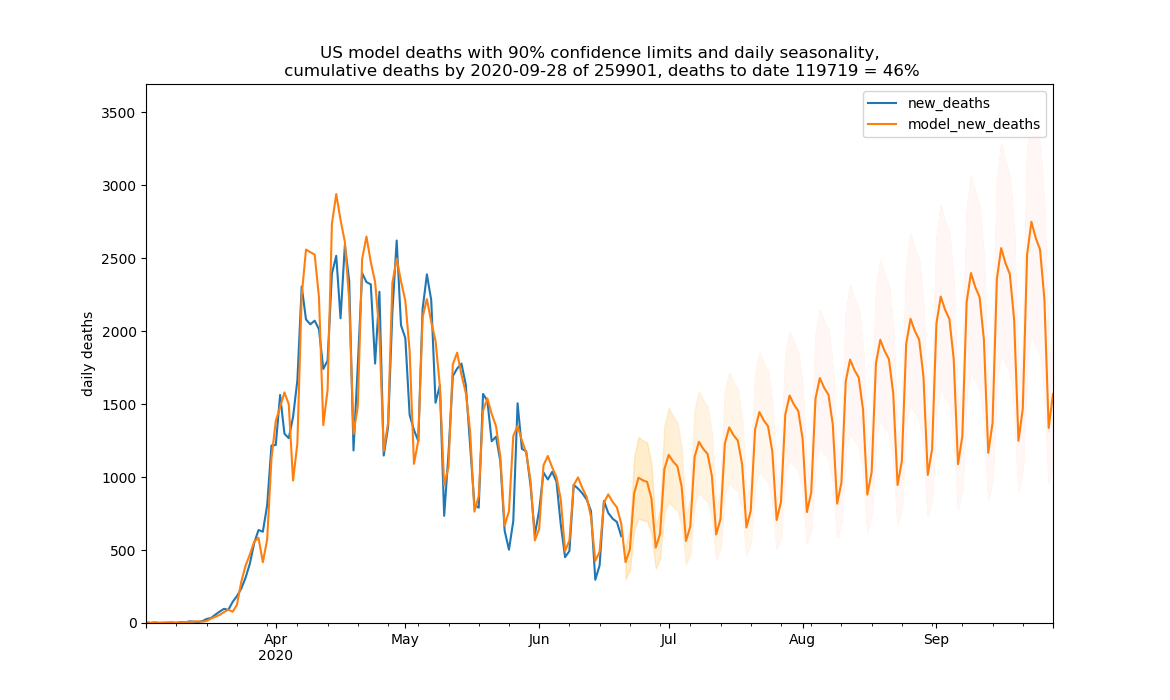 US model deaths with 90% confidence limits and daily seasonality,
cumulative deaths by 2020-09-28 of 259901, deaths to date 119719 = 46%
new_deaths
model_new_deaths
3500
3000
2500
2000
1500
1000
500
0
daily deaths
Apr
2020
May
Jun
Jul
Aug
Sep